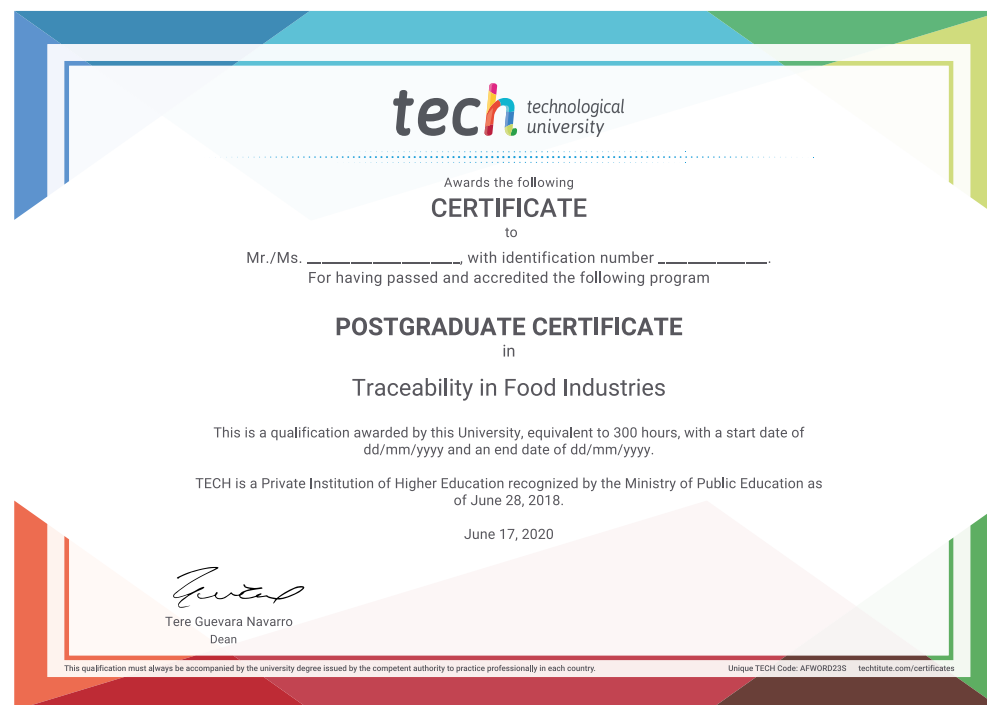 tech technological
university
Awards the following
CERTIFICATE
to
Mr./Ms. ____________________, with identification number ______________.
For having passed and accredited the following program
POSTGRADUATE CERTIFICATE
in
Traceability in Food Industries
This is a qualification awarded by this University, equivalent to 300 hours, with a start date of
dd/mm/yyyy and an end date of dd/mm/yyyy.
TECH is a Private Institution of Higher Education recognized by the Ministry of Public Education as
of June 28, 2018.
June 17, 2020
Tere Guevara Navarro
Dean
This qualification must always be accompanied by the university degree issued by the competent authority to practice professionally in each country. Unique TECH Code: AFWORD23S techtitute.com/certificates